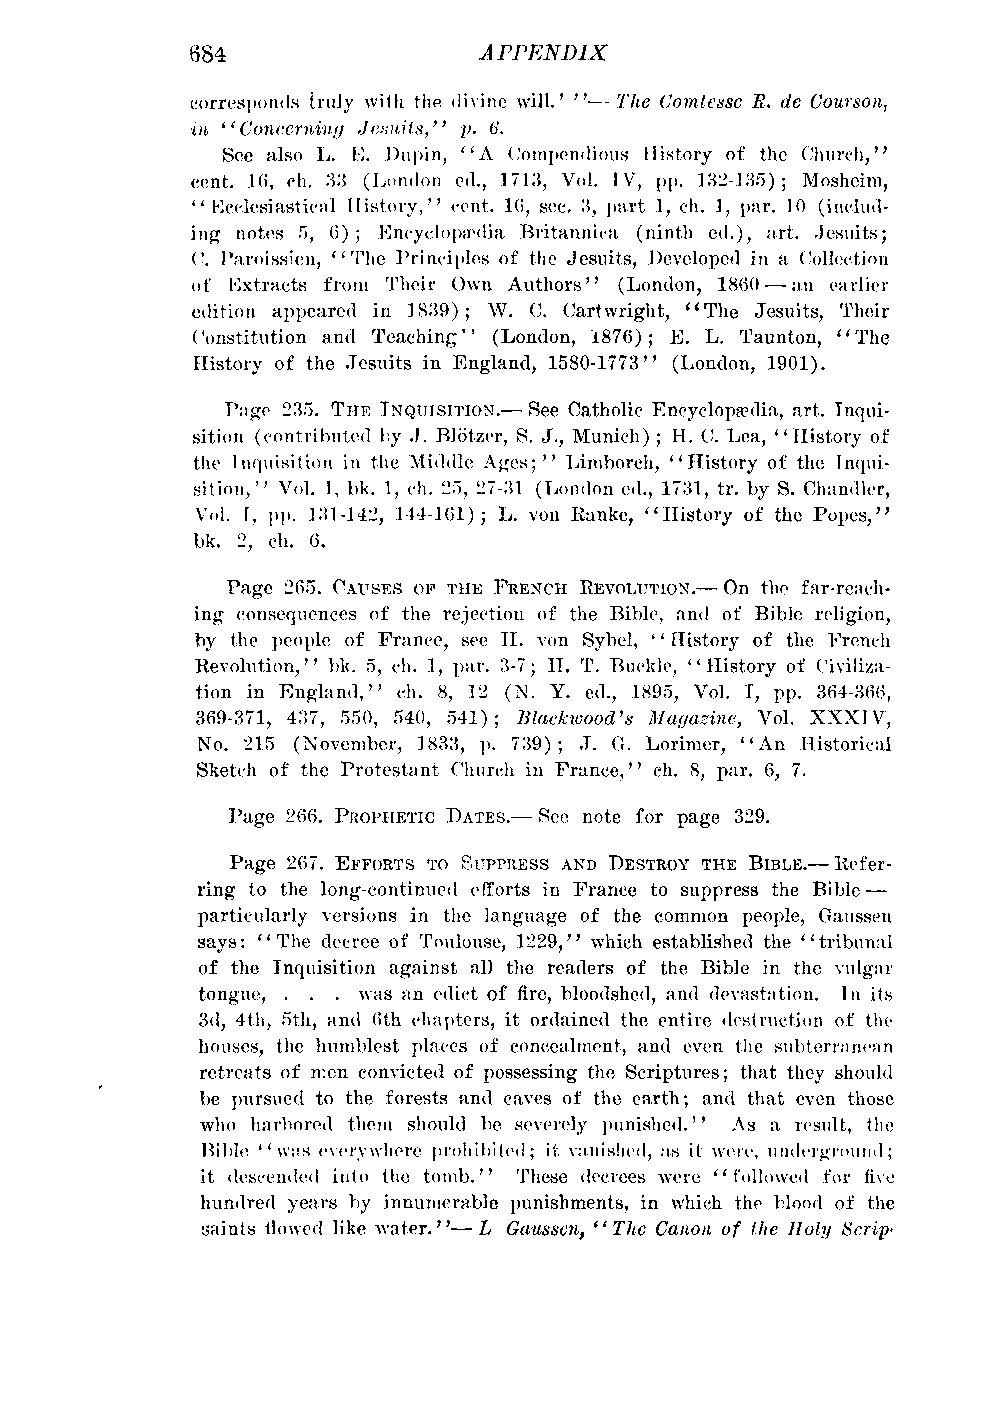 684 APPENDIX
corresponds truly with the divine will.' ''— The Comtesse R. de Courson,
in ''Concerning Jesuits,'' p. 6.
See also L. E. Dupin, ''A Compendious History of the Church,''
cent. 16, ch. 33 (London ed., 1713, Vol. IV, pp. 132-135); Mosheim,
''Ecclesiastical History,'' cent. 16, sec. 3, part 1, ch. 1, par. 10 (includ-
ing notes 5, 6); Encyclopædia Britannica (ninth ed.), art. Jesuits;
C. Paroissien, ''The Principles of the Jesuits, Developed in a Collection
of Extracts from Their Own Authors'' (London, 1860 — an earlier
edition appeared in 1839); W. C. Cartwright, ''The Jesuits, Their
Constitution and Teaching'' (London, 1876); E. L. Taunton, ''The
History of the Jesuits in England, 1580-1773'' (London, 1901).
Page 235. THE INQUISITION.— See Catholic Encyclopædia, art. Inqui-
sition (contributed by J. Blötzer, S. J., Munich); H. C. Lea, ''History of
the Inquisition in the Middle Ages;'' Limborch, ''History of the Inqui-
sition,'' Vol. I, bk. 1, ch. 25, 27-31 (London ed., 1731, tr. by S. Chandler,
Vol. I, pp. 131-142, 144-161); L. von Ranke, ''History of the Popes,''
bk. 2, ch. 6.
Page 265. CAUSES OF THE FRENCH REVOLUTION.— On the far-reach-
ing consequences of the rejection of the Bible, and of Bible religion,
by the people of France, see H. von Sybel, ''History of the French
Revolution,'' bk. 5, ch. 1, par. 3-7; H. T. Buckle, ''History of Civiliza-
tion in England,'' ch. 8, 12 (N. Y. ed., 1895, Vol. I, pp. 364-366,
369-371, 437, 550, 540, 541); Blackwood's Magazine, Vol. XXXIV,
No. 215 (November, 1833, p. 739); J. G. Lorimer, ''An Historical
Sketch of the Protestant Church in France,'' ch. 8, par. 6, 7.
Page 266. PROPHETIC DATES.— See note for page 329.
Page 267. EFFORTS TO SUPPRESS AND DESTROY THE BIBLE.— Refer-
ring to the long-continued efforts in France to suppress the Bible —
particularly versions in the language of the common people, Gaussen
says: ''The decree of Toulouse, 1229,'' which established the ''tribunal
of the Inquisition against all the readers of the Bible in the vulgar
tongue, . . . was an edict of fire, bloodshed, and devastation. In its
3d, 4th, 5th, and 6th chapters, it ordained the entire destruction of the
houses, the humblest places of concealment, and even the subterranean
retreats of men convicted of possessing the Scriptures; that they should
be pursued to the forests and caves of the earth; and that even those
who harbored them should be severely punished.'' As a result, the
Bible ''was everywhere prohibited; it vanished, as it were, underground;
it descended into the tomb.'' These decrees were ''followed for five
hundred years by innumerable punishments, in which the blood of the
saints flowed like water.''— L Gaussen, ''The Canon of the Holy Scrip-